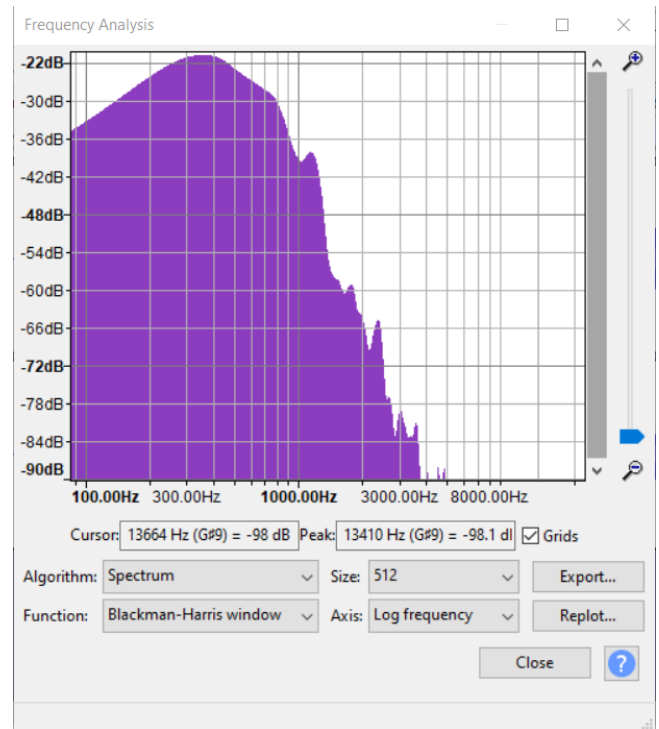 Frequency Analysis
-22dB
-30dB
-36dB
-42dB
-48dB
-54dB
-60dB
-66dB
-72dB
-78dB
-84dB
-90dB
100.00Hz 300.00Hz 1000.00Hz 3000.00Hz 8000.00Hz
Cursor: 13664 Hz (G♯9) = -98 dB Peak: 13410 Hz (G♯9) = -98.1 dl Grids
Algorithm: Spectrum Size: 512 Export...
Function: Blackman-Harris window Axis: Log frequency Replot...
Close ?